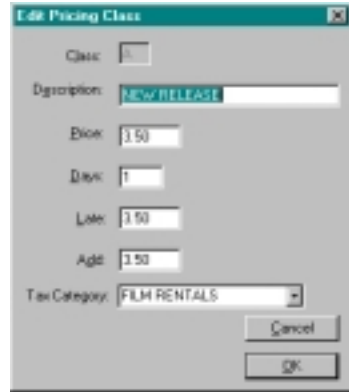 Edit Pricing Class
Class: A
Description: NEW RELEASE
Price: 3.50
Days: 1
Late: 3.50
Add: 3.50
Tax Category: FILM RENTALS
Cancel
OK